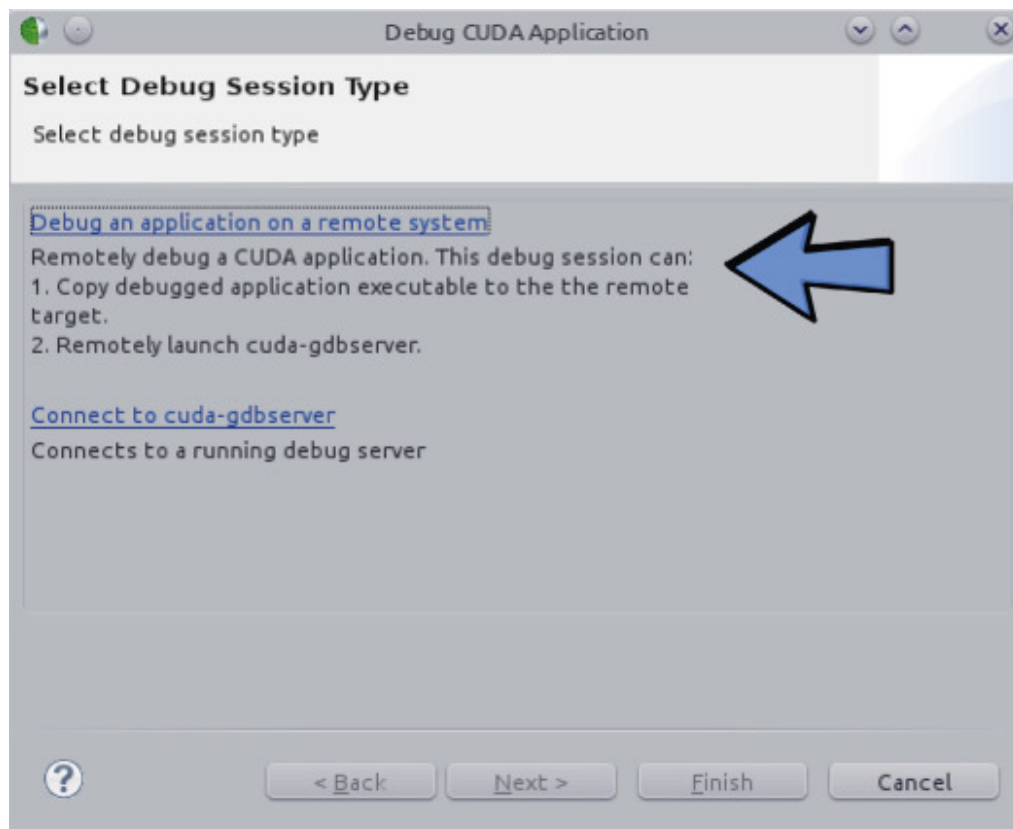 Debug CUDA Application
Select Debug Session Type
Select debug session type
Debug an application on a remote system
Remotely debug a CUDA application. This debug session can:
1. Copy debugged application executable to the the remote
target.
2. Remotely launch cuda-gdbserver.
Connect to cuda-gdbserver
Connects to a running debug server
? < Back Next > Finish Cancel